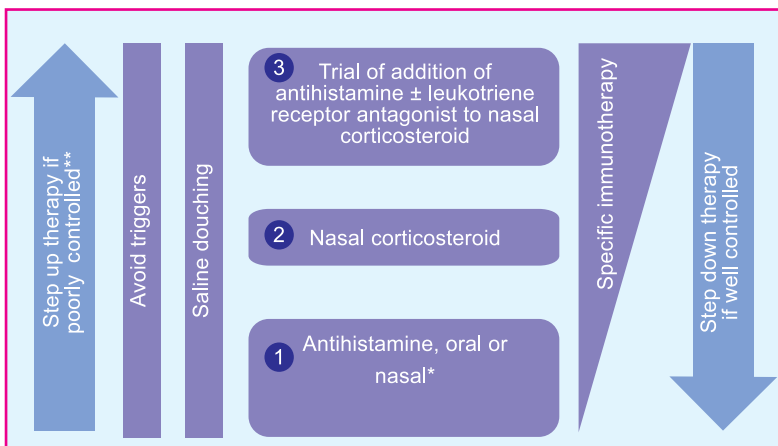 Step up therapy if
poorly controlled**
Avoid triggers
Saline douching
3
Trial of addition of
antihistamine ± leukotriene
receptor antagonist to nasal
corticosteroid
2
Nasal corticosteroid
1
Antihistamine, oral or
nasal*
Specific immunotherapy
Step down therapy
if well controlled